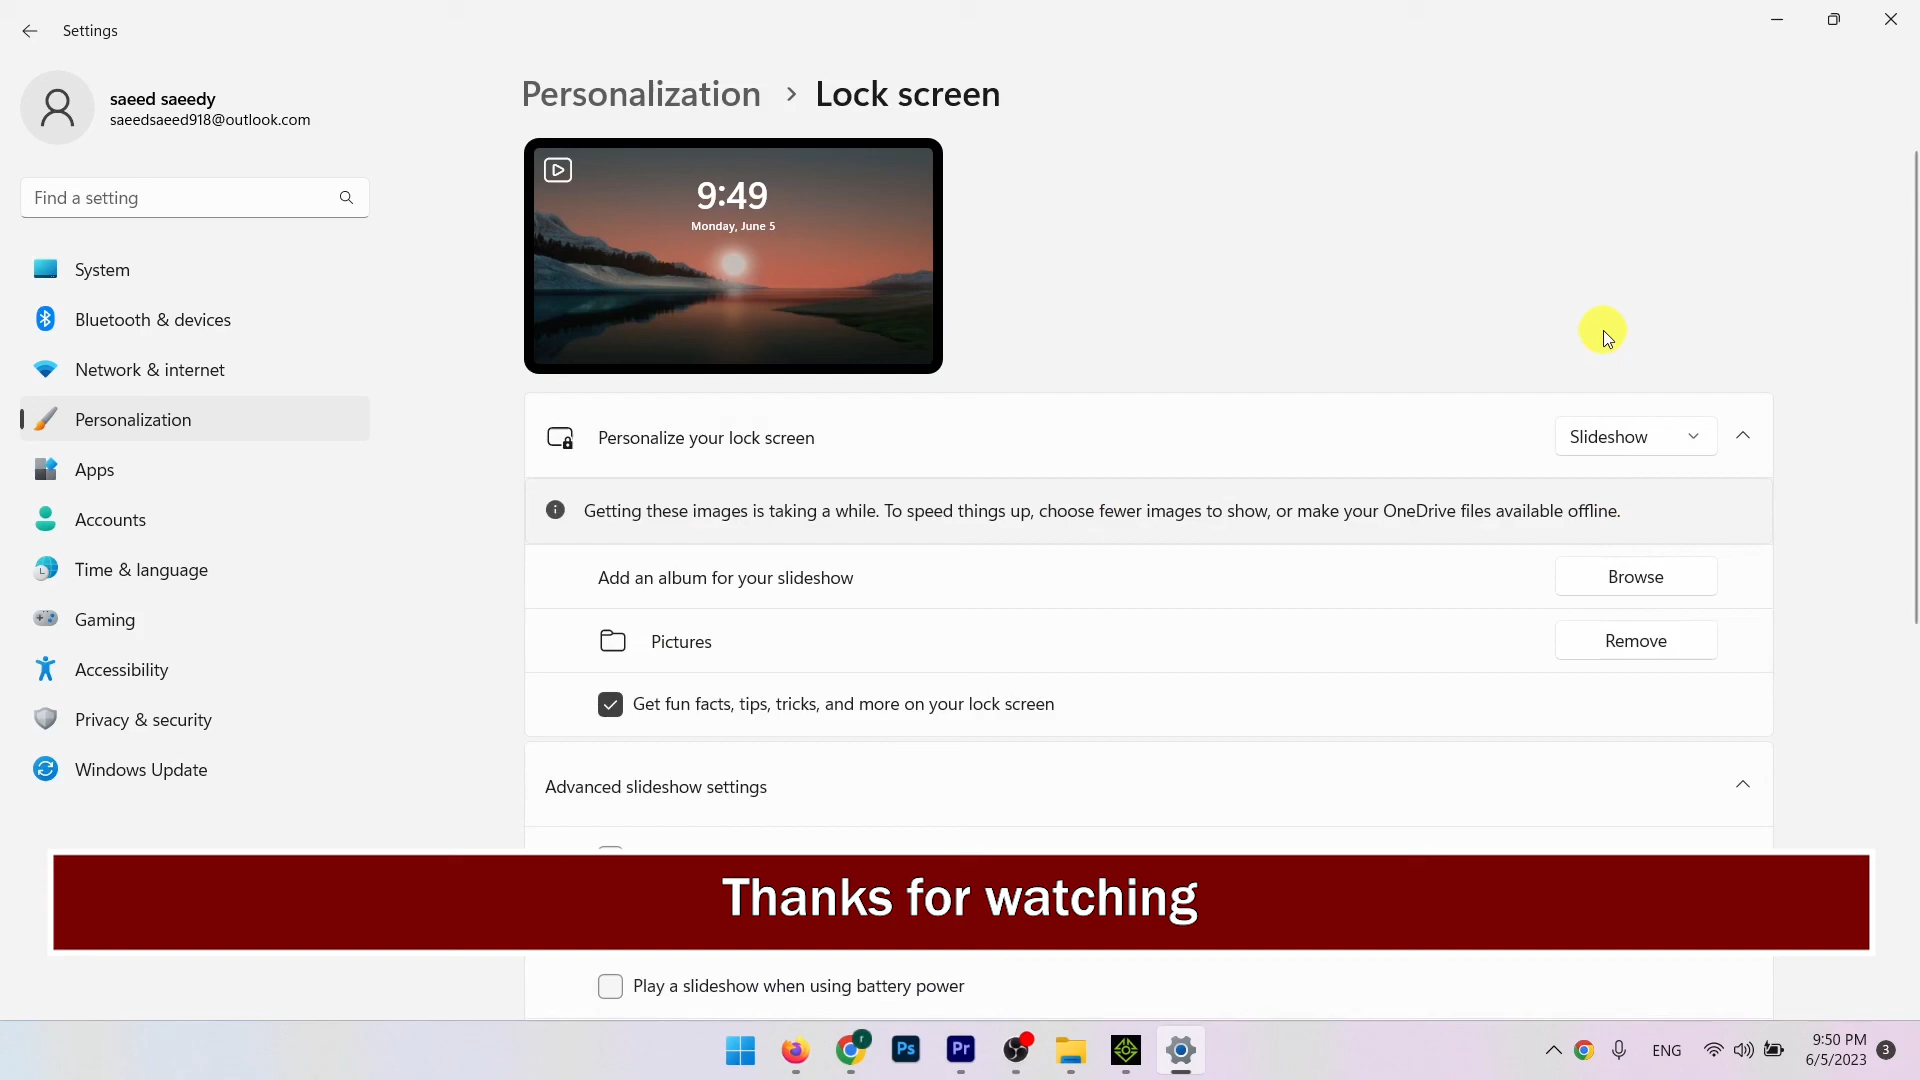 Settings
saeed saeedy
saeedsaeed918@outlook.com
Find a setting
System
Bluetooth & devices
Network & internet
Personalization
Apps
Accounts
Time & language
Gaming
Accessibility
Privacy & security
Windows Update
Personalization > Lock screen
9:49
Monday, June 5
Personalize your lock screen
Slideshow
Getting these images is taking a while. To speed things up, choose fewer images to show, or make your OneDrive files available offline.
Add an album for your slideshow
Browse
Pictures
Remove
Get fun facts, tips, tricks, and more on your lock screen
Advanced slideshow settings
Thanks for watching
Play a slideshow when using battery power
r
Ps
Pr
ENG
9:50 PM
6/5/2023
3